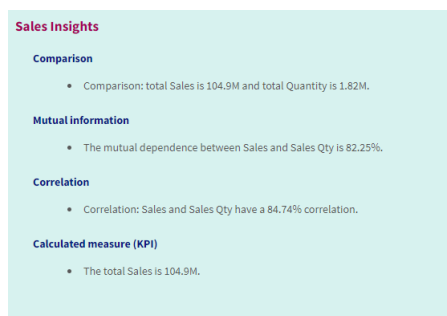 Sales Insights
Comparison
Comparison: total Sales is 104.9M and total Quantity is 1.82M.
Mutual information
The mutual dependence between Sales and Sales Qty is 82.25%.
Correlation
Correlation: Sales and Sales Qty have a 84.74% correlation.
Calculated measure (KPI)
The total Sales is 104.9M.